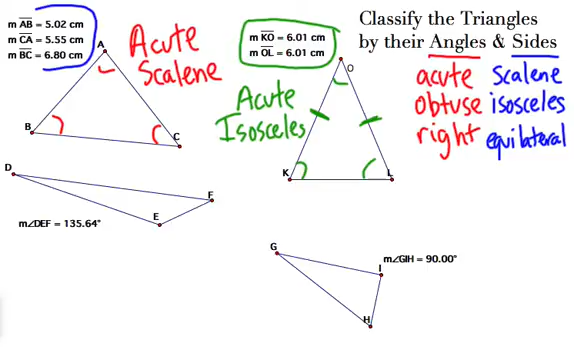 m AB = 5.02 cm
m CA = 5.55 cm
m BC = 6.80 cm
A
B
C
Acute
Scalene
m KO = 6.01 cm
m OL = 6.01 cm
O
K
L
Acute
Isosceles
Classify the Triangles
by their Angles & Sides
acute scalene
obtuse isosceles
right equilateral
D
F
E
m∠DEF = 135.64°
G
I
H
m∠GIH = 90.00°